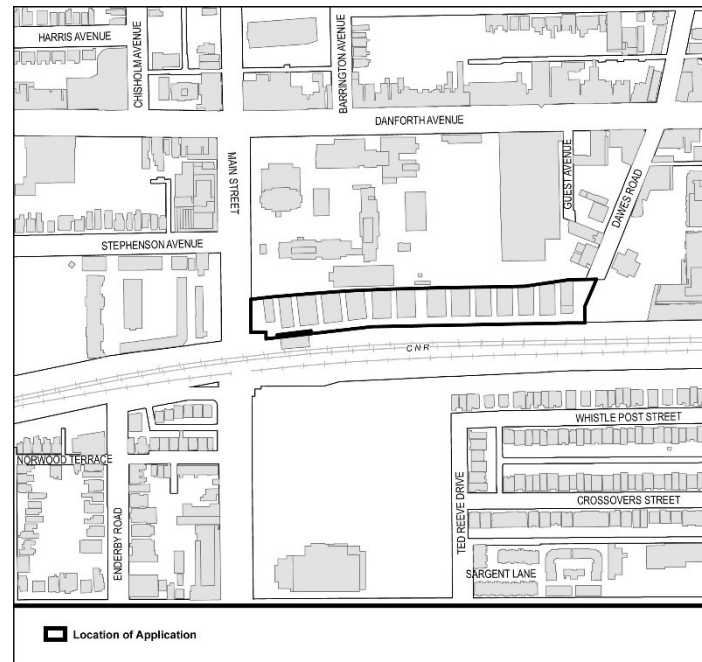 HARRIS AVENUE
CHISHOLM AVENUE
BARRINGTON AVENUE
DANFORTH AVENUE
MAIN STREET
GUEST AVENUE
DAWES ROAD
STEPHENSON AVENUE
CNR
WHISTLE POST STREET
NORWOOD TERRACE
ENDERBY ROAD
TED REEVE DRIVE
CROSSOVERS STREET
SARGENT LANE
Location of Application